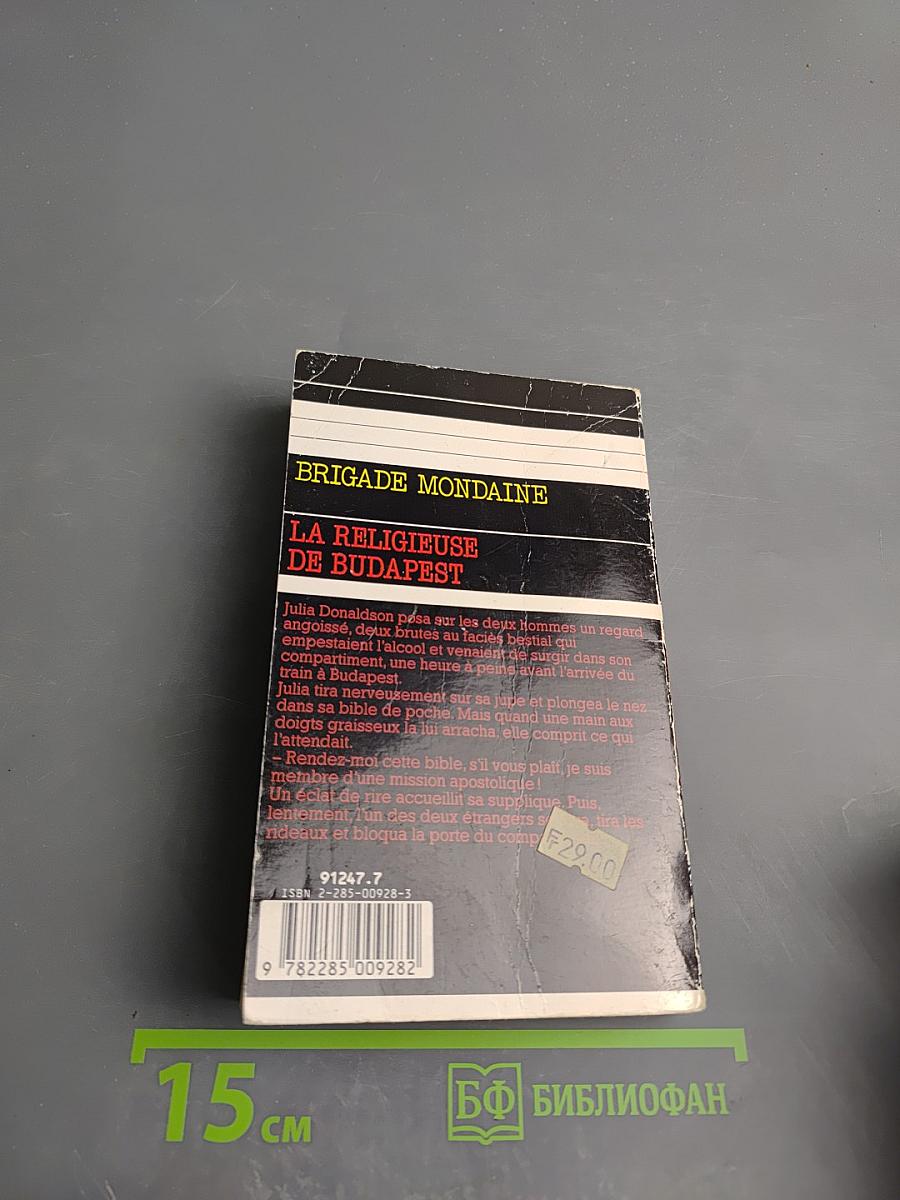 BRIGADE MONDAINE
LA RELIGIEUSE
DE BUDAPEST
Julia Donaldson posa sur les deux hommes un regard
angoissé, deux brutes au faciès bestial qui
empestaient l'alcool et venaient de surgir dans son
compartiment, une heure à peine avant l'arrivée du
train à Budapest.
Julia tira nerveusement sur sa jupe et plongea le nez
dans sa bible de poche. Mais quand une main aux
doigts graisseux la lui arracha, elle comprit ce qui
l'attendait.
– Rendez-moi cette bible, s'il vous plaît, je suis
membre d'une mission apostolique !
Un éclat de rire accueillit sa supplique. Puis,
lentement, l'un des deux étrangers tira les
rideaux et bloqua la porte du
F29.00
91247.7
ISBN 2-285-00928-3
9 782285 009282
15 см
БФ БИБЛИОФАН